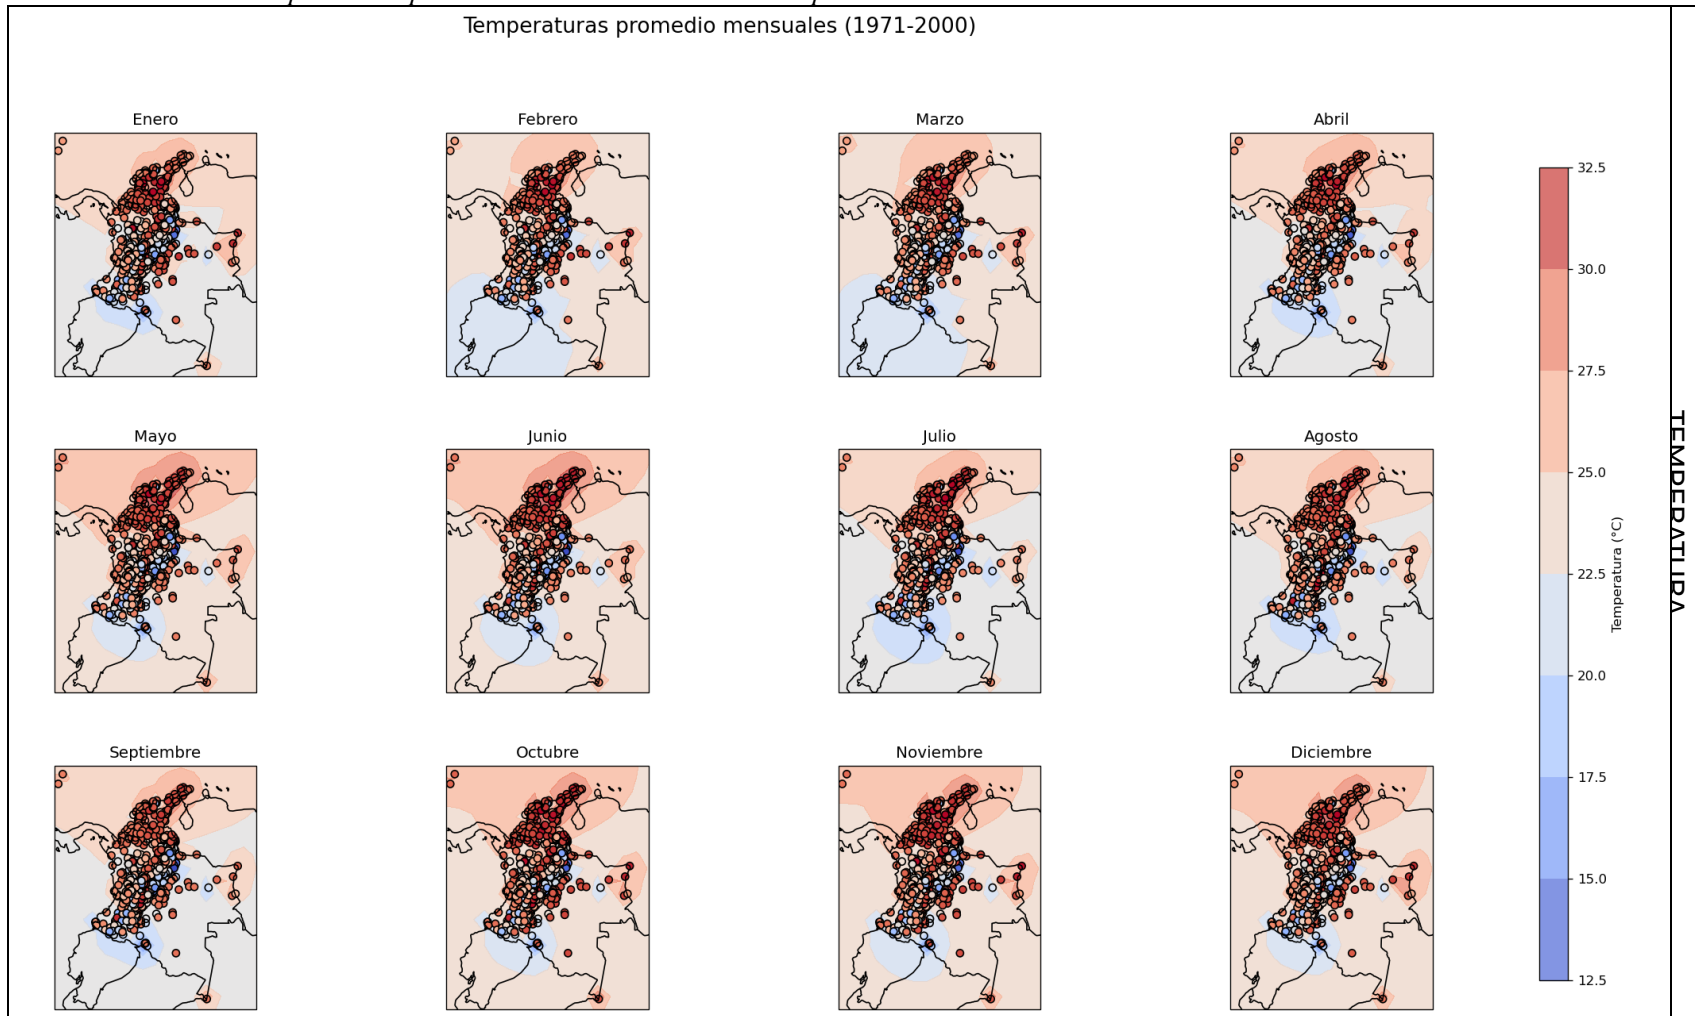 Temperaturas promedio mensuales (1971-2000)
Enero
Febrero
Marzo
Abril
Mayo
Junio
Julio
Agosto
Septiembre
Octubre
Noviembre
Diciembre
32.5
30.0
27.5
25.0
22.5
20.0
17.5
15.0
12.5
Temperatura (°C)
TEMPERATURA